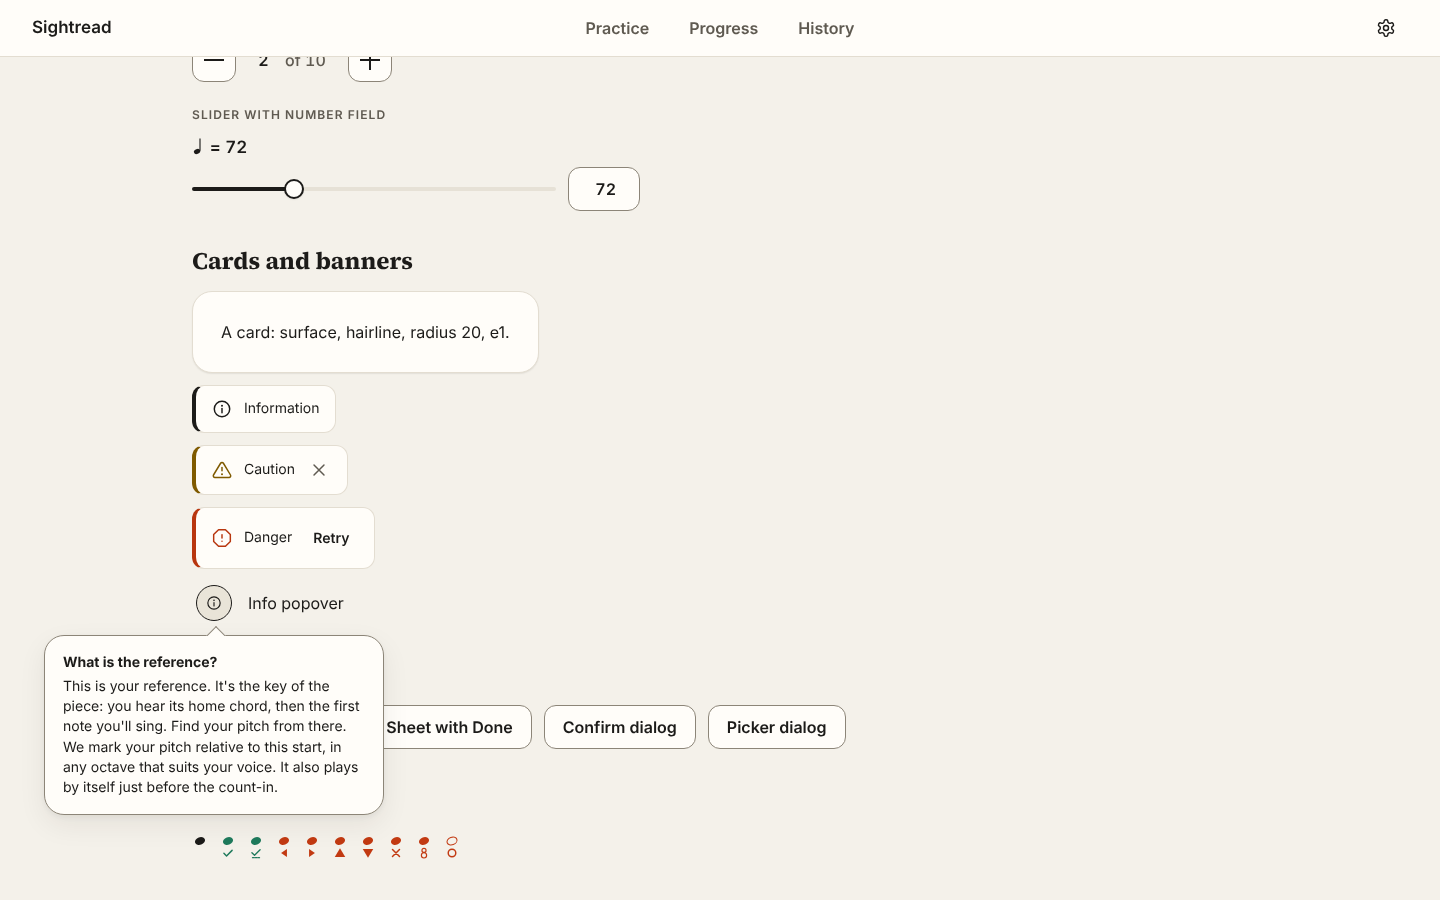 Sightread
Practice
Progress
History
2 of 10
SLIDER WITH NUMBER FIELD
♩ = 72
72
Cards and banners
A card: surface, hairline, radius 20, e1.
Information
Caution
Danger Retry
Info popover
What is the reference?
This is your reference. It's the key of the
piece: you hear its home chord, then the first
note you'll sing. Find your pitch from there.
We mark your pitch relative to this start, in
any octave that suits your voice. It also plays
by itself just before the count-in.
Sheet with Done
Confirm dialog
Picker dialog
8